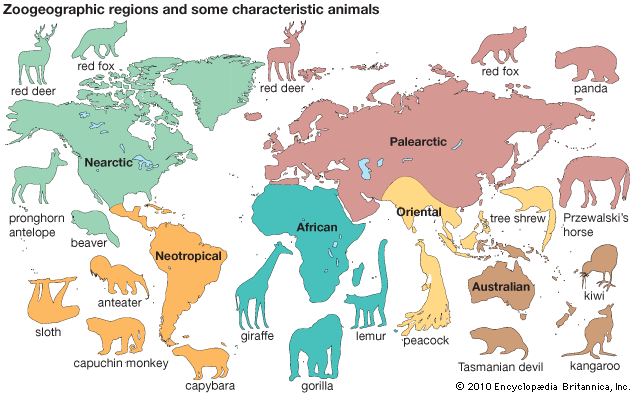 Zoogeographic regions and some characteristic animals
red deer
red fox
red deer
red fox
panda
Nearctic
Palearctic
pronghorn
antelope
beaver
African
Oriental
tree shrew
Przewalski's
horse
Neotropical
anteater
sloth
capuchin monkey
capybara
giraffe
gorilla
lemur
peacock
Australian
kiwi
Tasmanian devil
kangaroo
© 2010 Encyclopædia Britannica, Inc.